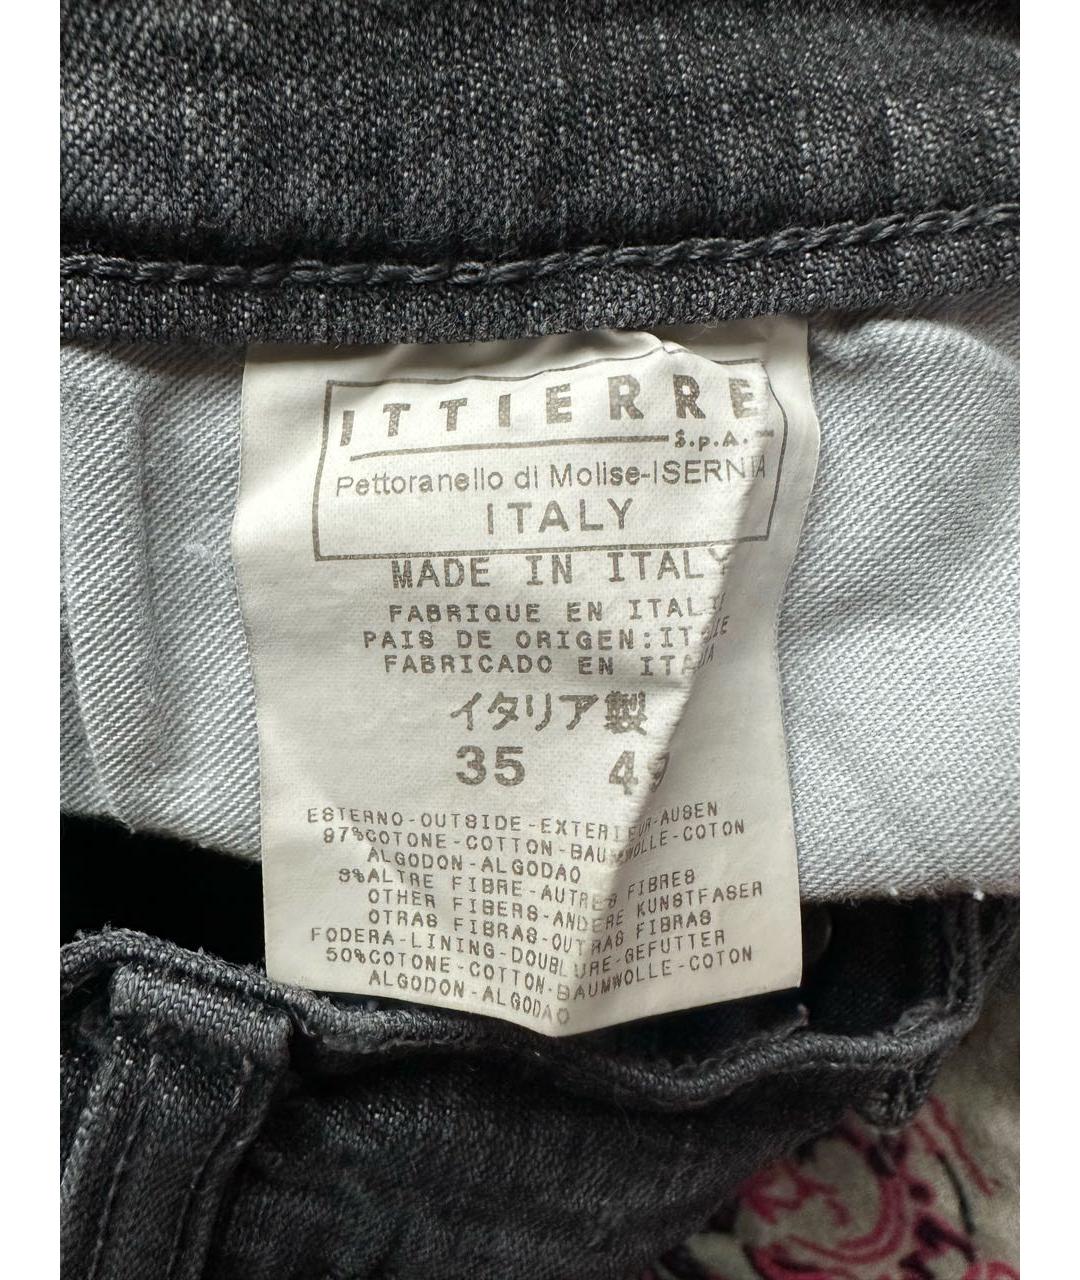 ITTIERRE
S.p.A.
Pettoranello di Molise-ISERNIA
ITALY
MADE IN ITALY
FABRIQUE EN ITALIE
PAIS DE ORIGEN:ITALIE
FABRICADO EN ITALIA
イタリア製
35 49
ESTERNO-OUTSIDE-EXTERIEUR-AUSEN
97%COTONE-COTTON-BAUMWOLLE-COTON
ALGODON-ALGODAO
3%ALTRE FIBRE-AUTRES FIBRES
OTHER FIBERS-ANDERE KUNSTFASER
OTRAS FIBRAS-OUTRAS FIBRAS
FODERA-LINING-DOUBLURE-GEFUTTER
50%COTONE-COTTON-BAUMWOLLE-COTON
ALGODON-ALGODAO